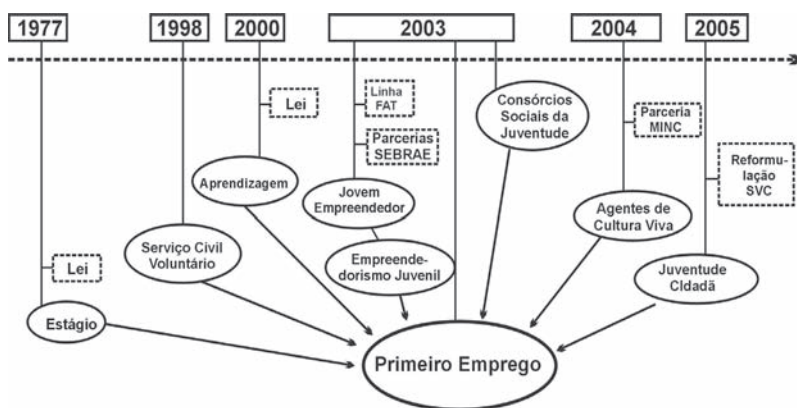 1977
1998
2000
2003
2004
2005
Lei
Estágio
Serviço Civil
Voluntário
Lei
Aprendizagem
Linha
FAT
Parcerias
SEBRAE
Jovem
Empreendedor
Empreende-
dorismo Juvenil
Consórcios
Sociais da
Juventude
Parceria
MINC
Agentes de
Cultura Viva
Reformu-
lação
SVC
Juventude
CIdadã
Primeiro Emprego